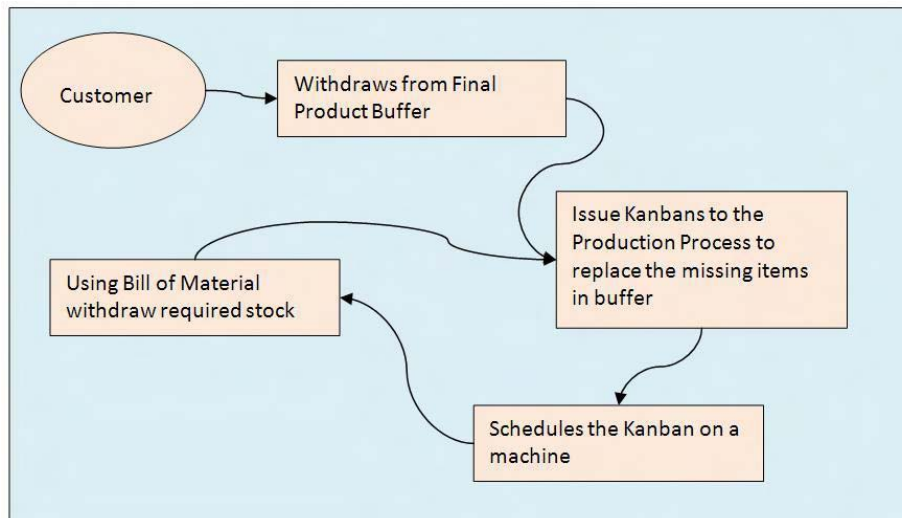 Customer
Withdraws from Final
Product Buffer
Issue Kanbans to the
Production Process to
replace the missing items
in buffer
Using Bill of Material
withdraw required stock
Schedules the Kanban on a
machine